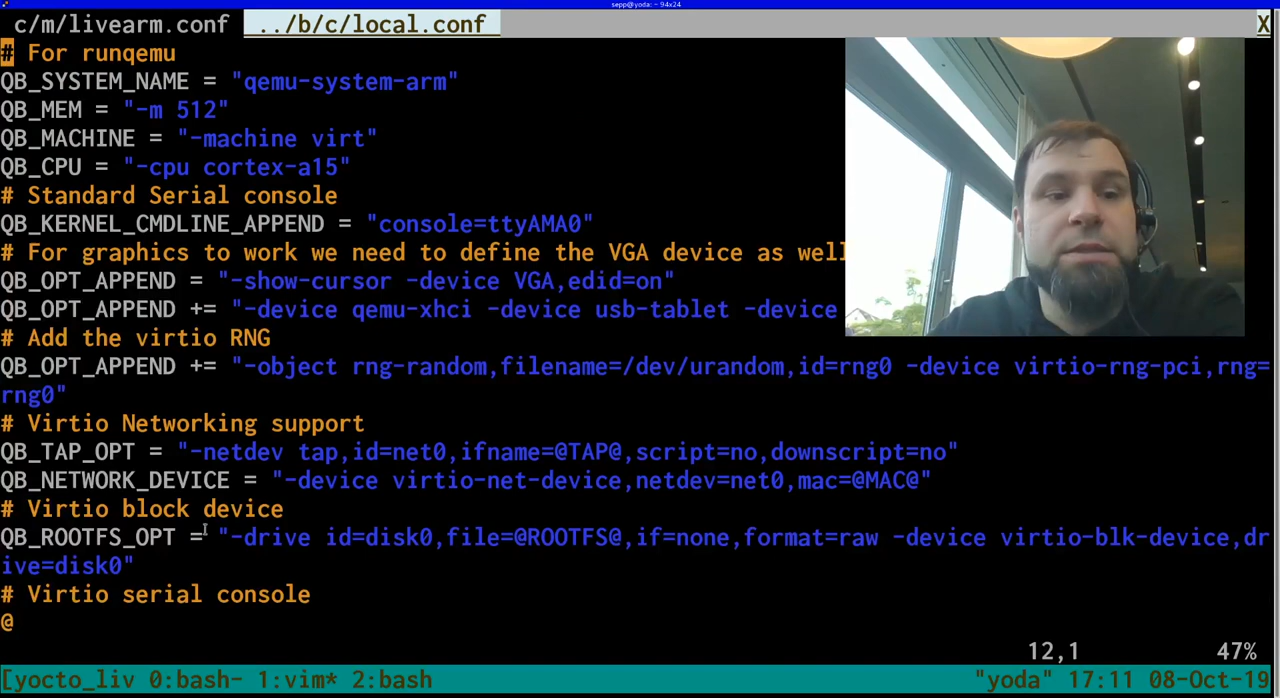 sepp@yoda: ~ 94x24
c/m/livearm.conf ../b/c/local.conf X
# For runqemu
QB_SYSTEM_NAME = "qemu-system-arm"
QB_MEM = "-m 512"
QB_MACHINE = "-machine virt"
QB_CPU = "-cpu cortex-a15"
# Standard Serial console
QB_KERNEL_CMDLINE_APPEND = "console=ttyAMA0"
# For graphics to work we need to define the VGA device as well
QB_OPT_APPEND = "-show-cursor -device VGA,edid=on"
QB_OPT_APPEND += "-device qemu-xhci -device usb-tablet -device
# Add the virtio RNG
QB_OPT_APPEND += "-object rng-random,filename=/dev/urandom,id=rng0 -device virtio-rng-pci,rng=
rng0"
# Virtio Networking support
QB_TAP_OPT = "-netdev tap,id=net0,ifname=@TAP@,script=no,downscript=no"
QB_NETWORK_DEVICE = "-device virtio-net-device,netdev=net0,mac=@MAC@"
# Virtio block device
QB_ROOTFS_OPT = "-drive id=disk0,file=@ROOTFS@,if=none,format=raw -device virtio-blk-device,dr
ive=disk0"
# Virtio serial console
@
12,1 47%
[yocto_liv 0:bash- 1:vim* 2:bash "yoda" 17:11 08-Oct-19